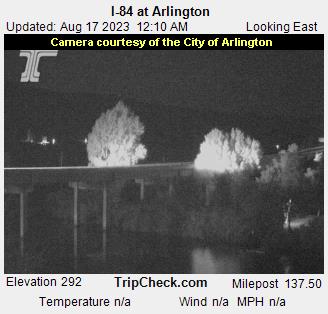 I-84 at Arlington
Updated: Aug 17 2023 12:10 AM Looking East
Camera courtesy of the City of Arlington
Elevation 292 TripCheck.com Milepost 137.50
Temperature n/a Wind n/a MPH n/a